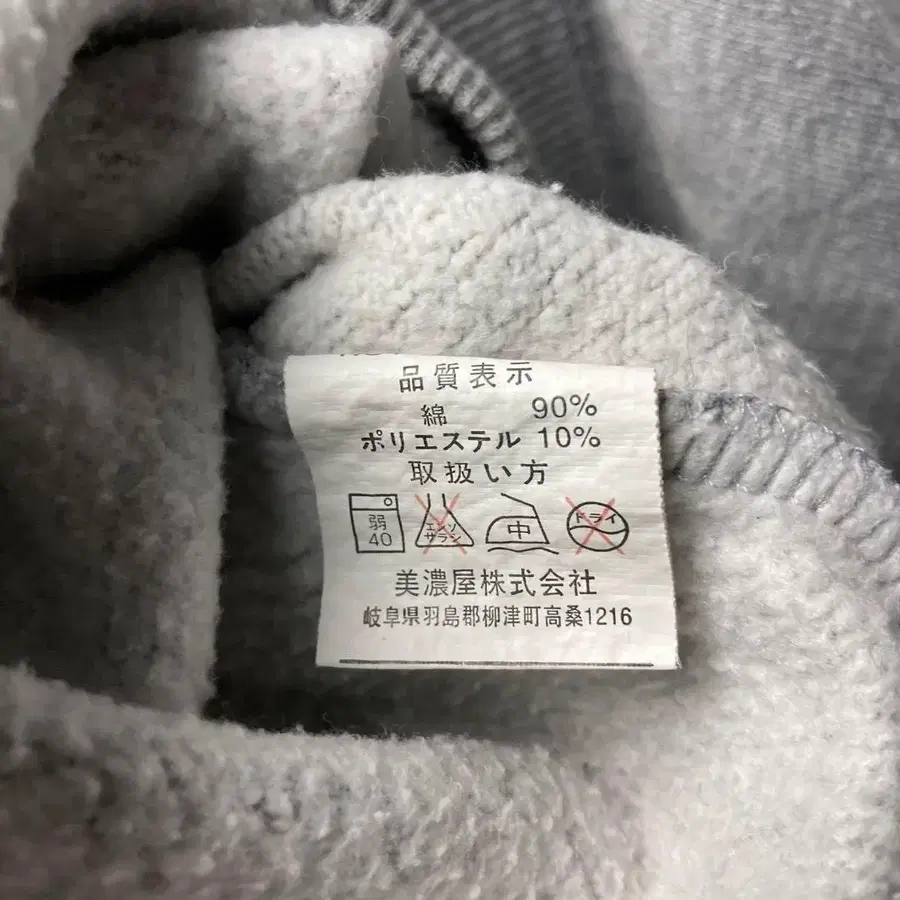 品質表示
綿 90%
ポリエステル 10%
取扱い方
弱 40
エンソ サラシ
中
ドライ
美濃屋株式会社
岐阜県羽島郡柳津町高桑1216